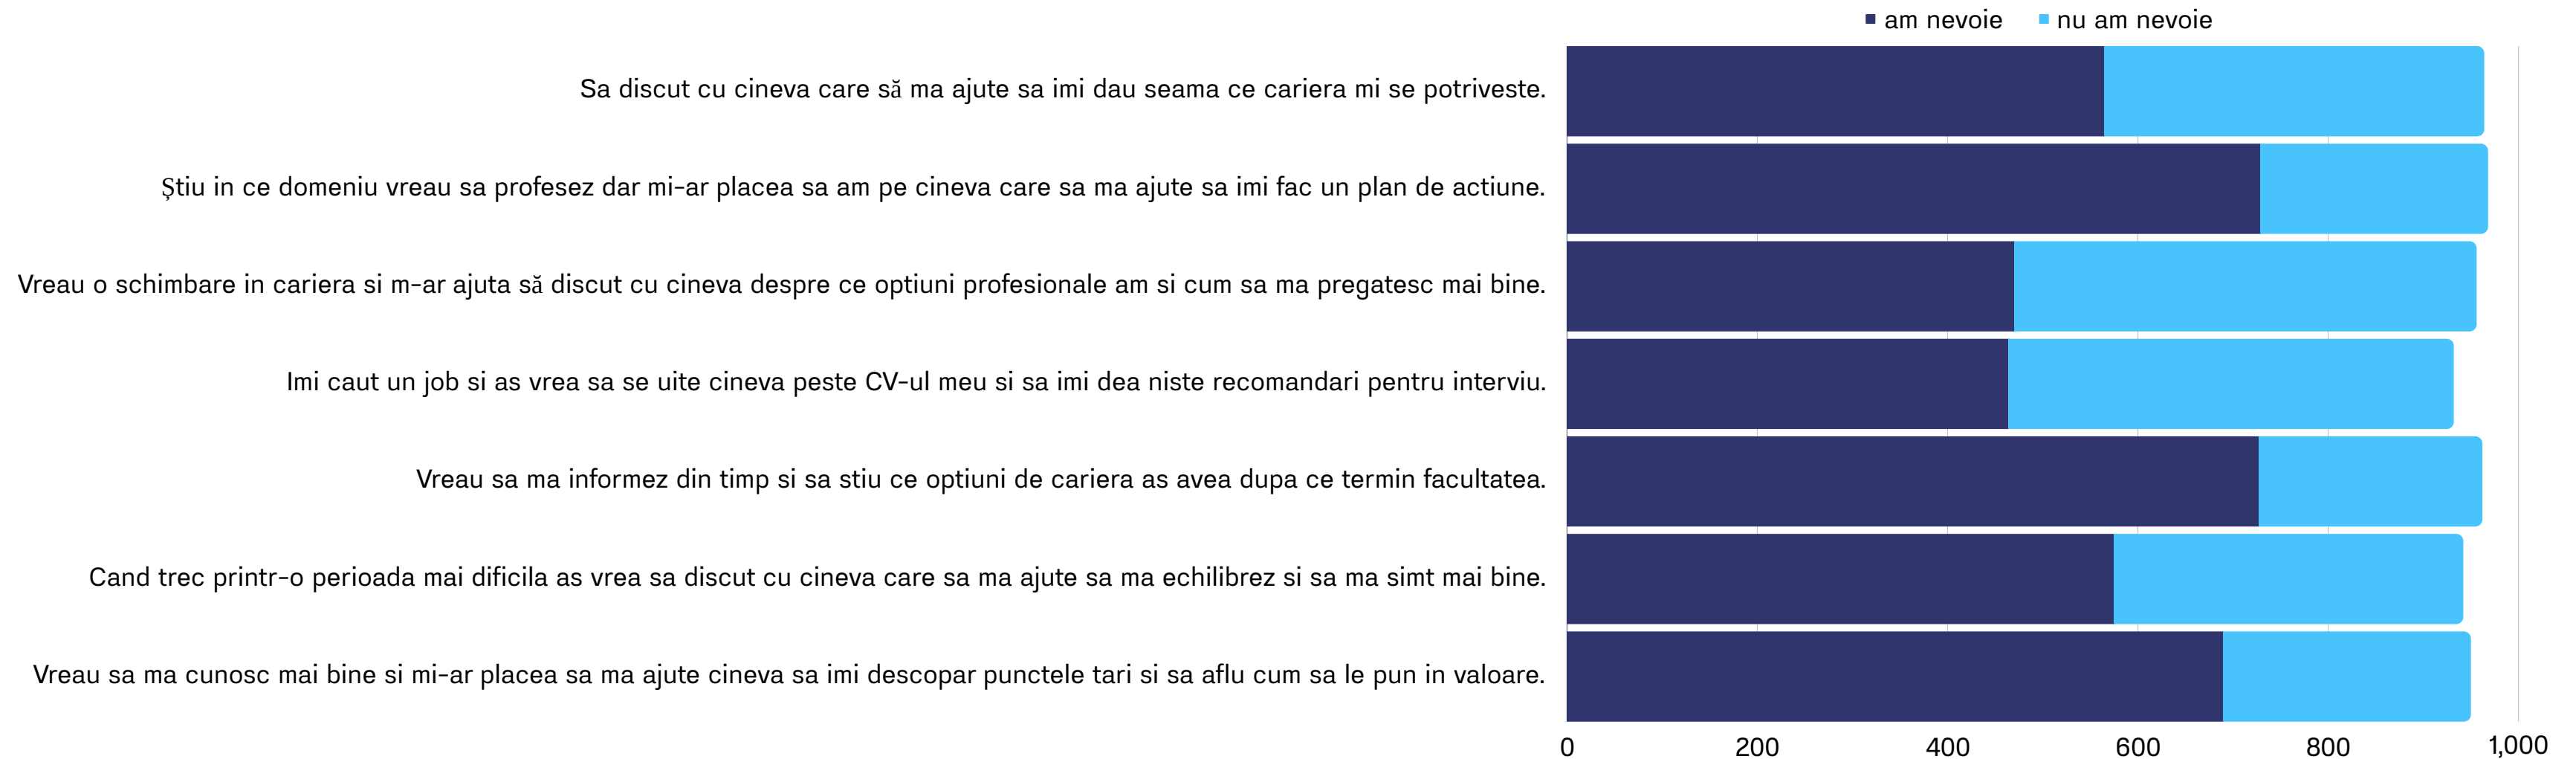 am nevoie nu am nevoie
Sa discut cu cineva care să ma ajute sa imi dau seama ce cariera mi se potriveste.
Știu in ce domeniu vreau sa profesez dar mi-ar placea sa am pe cineva care sa ma ajute sa imi fac un plan de actiune.
Vreau o schimbare in cariera si m-ar ajuta să discut cu cineva despre ce optiuni profesionale am si cum sa ma pregatesc mai bine.
Imi caut un job si as vrea sa se uite cineva peste CV-ul meu si sa imi dea niste recomandari pentru interviu.
Vreau sa ma informez din timp si sa stiu ce optiuni de cariera as avea dupa ce termin facultatea.
Cand trec printr-o perioada mai dificila as vrea sa discut cu cineva care sa ma ajute sa ma echilibrez si sa ma simt mai bine.
Vreau sa ma cunosc mai bine si mi-ar placea sa ma ajute cineva sa imi descopar punctele tari si sa aflu cum sa le pun in valoare.
0 200 400 600 800 1,000